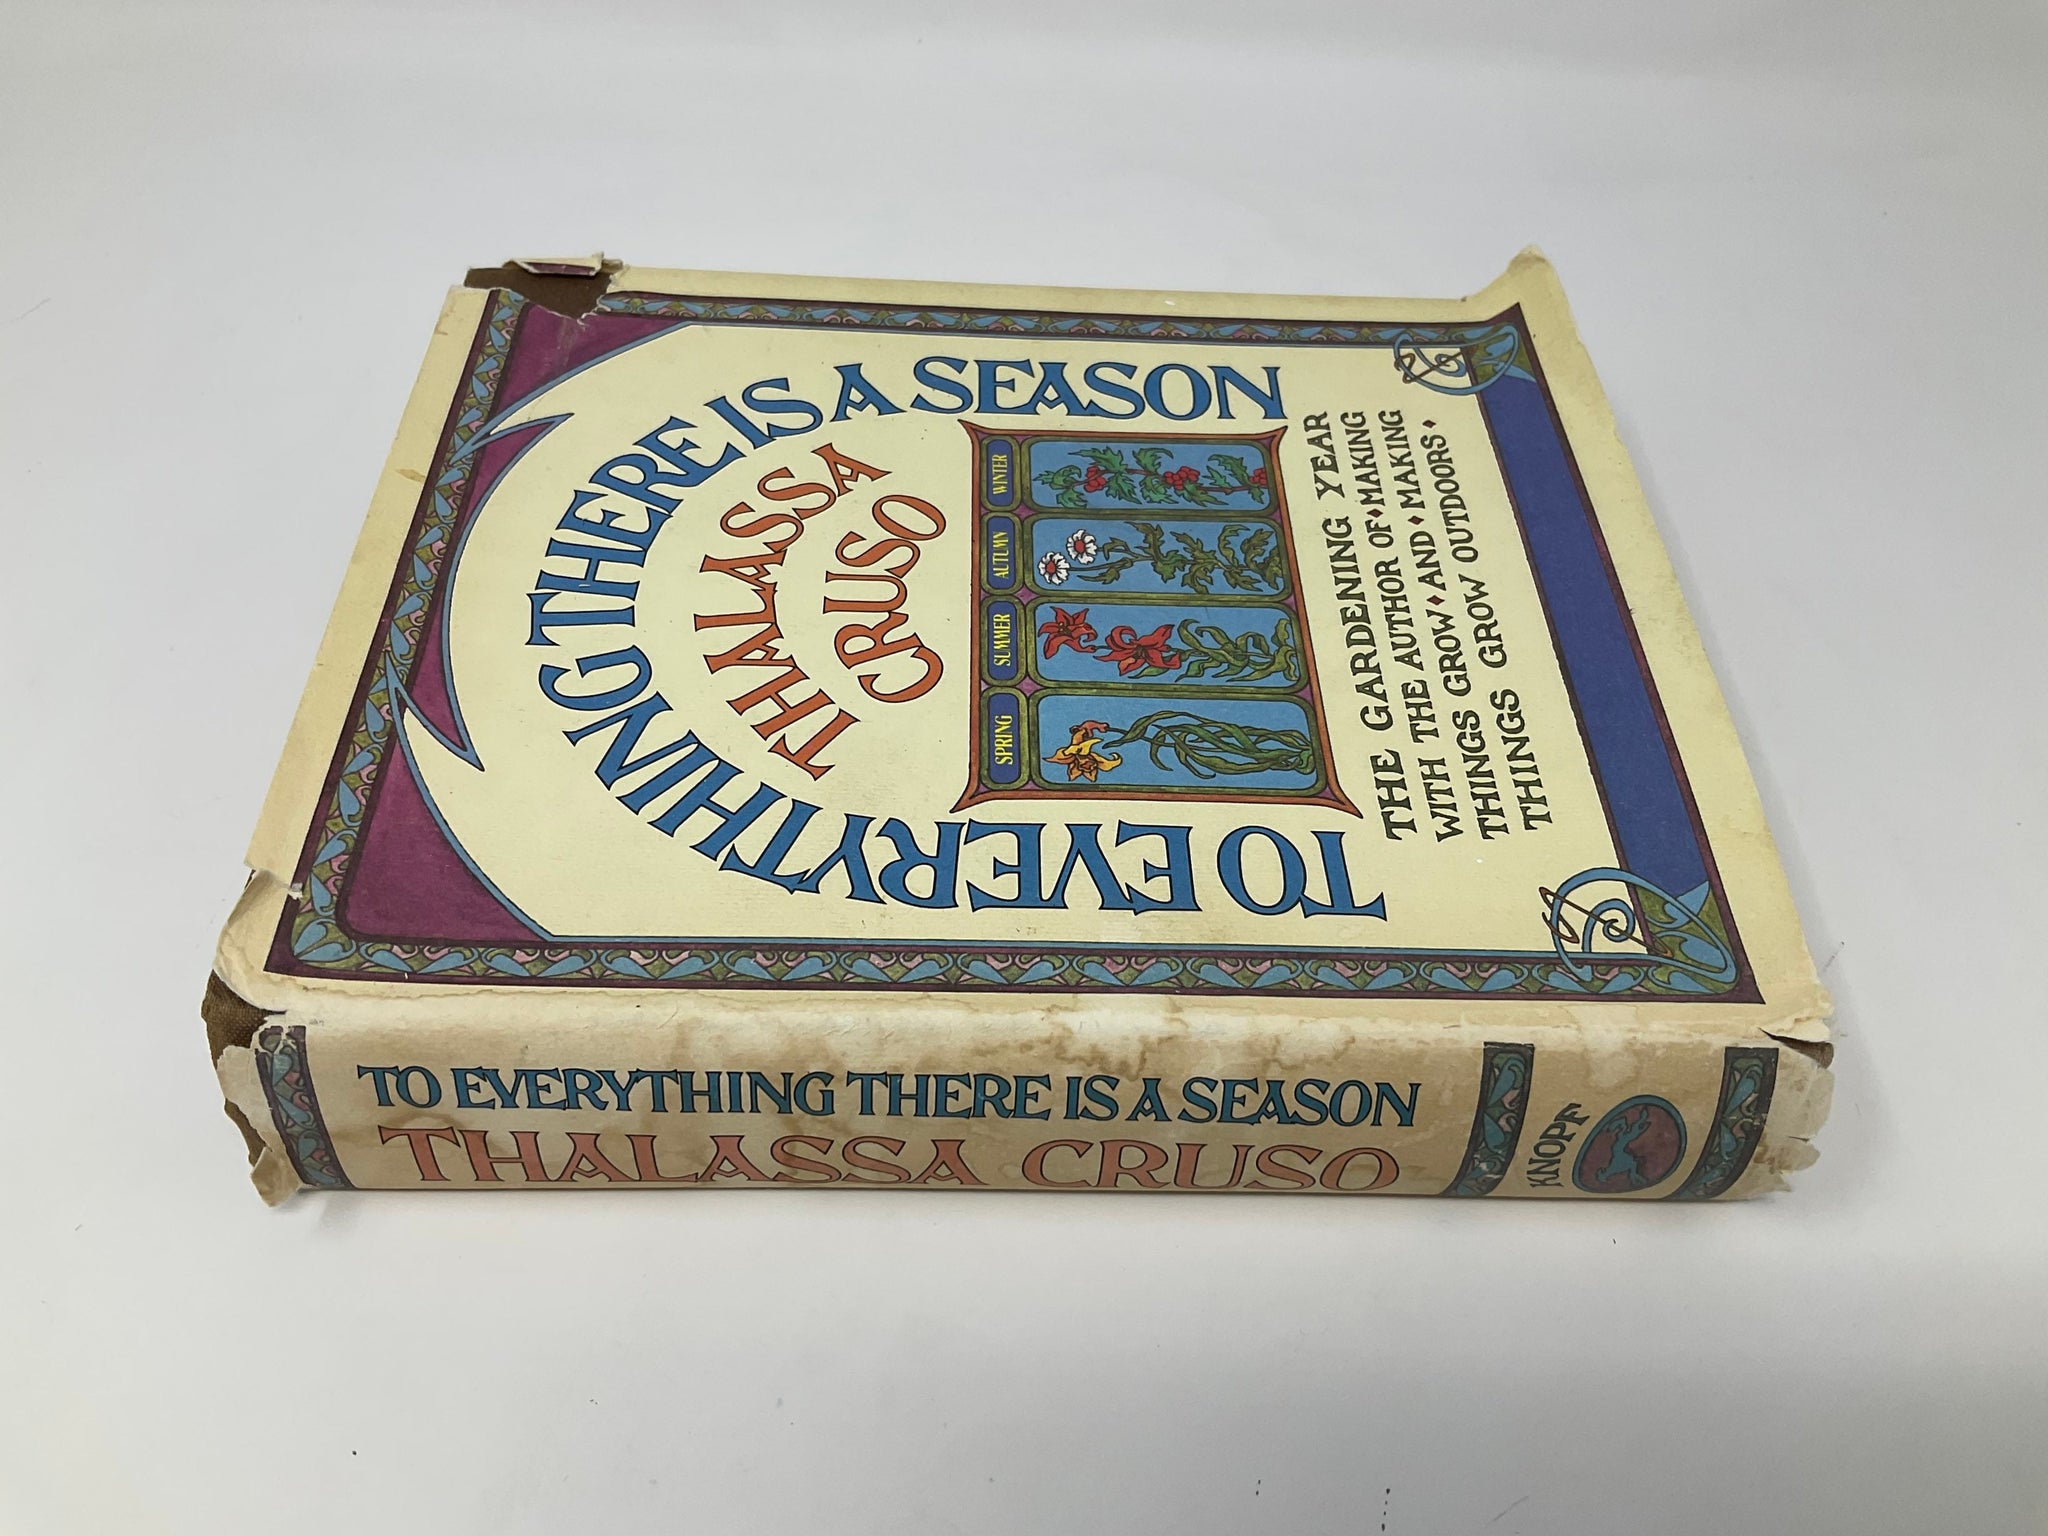 TO EVERYTHING THERE IS A SEASON
THALASSA
CRUSO
SPRING SUMMER AUTUMN WINTER
THE GARDENING YEAR
WITH THE AUTHOR OF♦MAKING
THINGS GROW♦AND♦MAKING
THINGS GROW OUTDOORS♦
TO EVERYTHING THERE IS A SEASON
THALASSA CRUSO
KNOPF